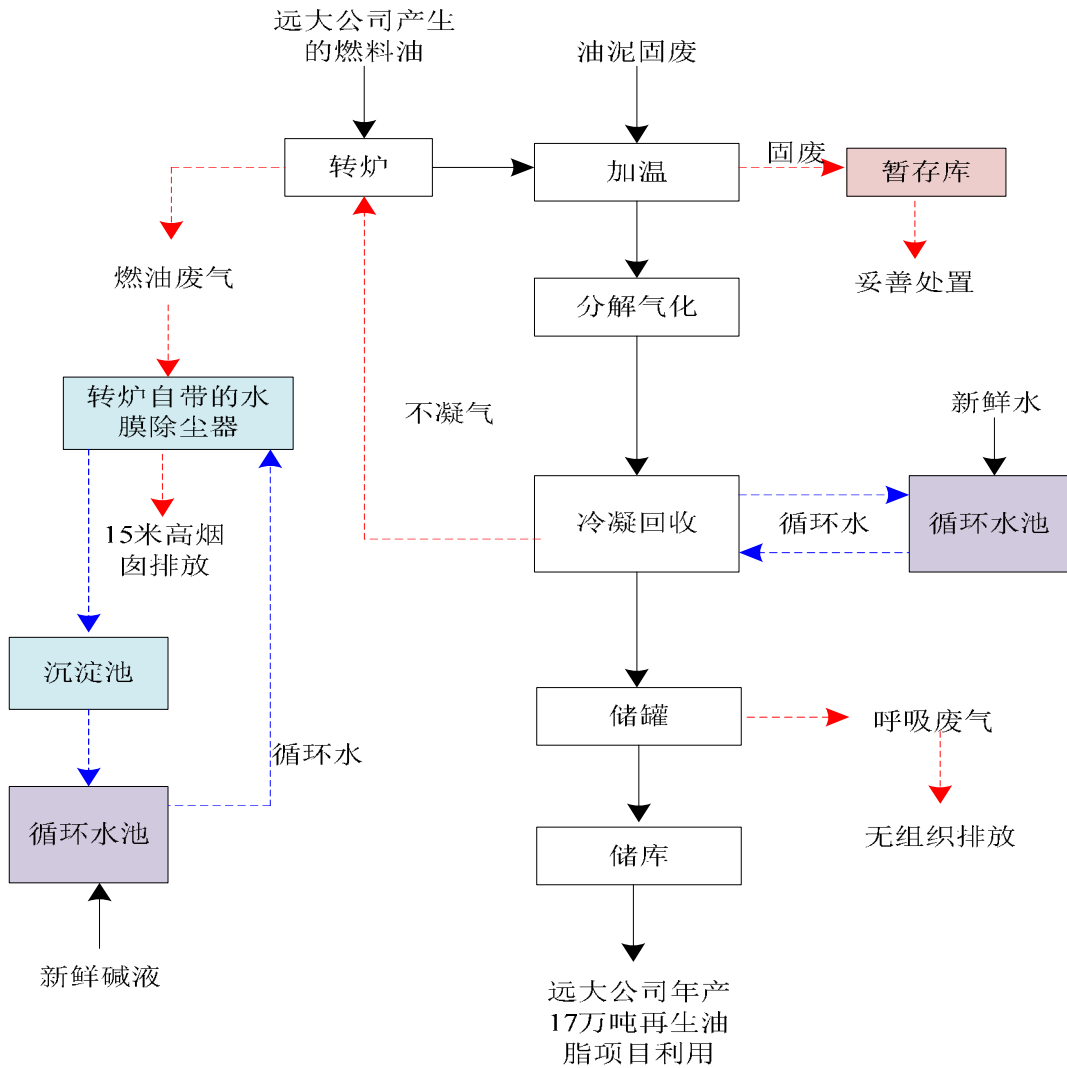 远大公司产生
的燃料油
油泥固废
转炉
加温
固废
暂存库
燃油废气
分解气化
妥善处置
转炉自带的水
膜除尘器
不凝气
新鲜水
15米高烟
囱排放
冷凝回收
循环水
循环水池
沉淀池
储罐
呼吸废气
循环水
循环水池
储库
无组织排放
新鲜碱液
远大公司年产
17万吨再生油
脂项目利用